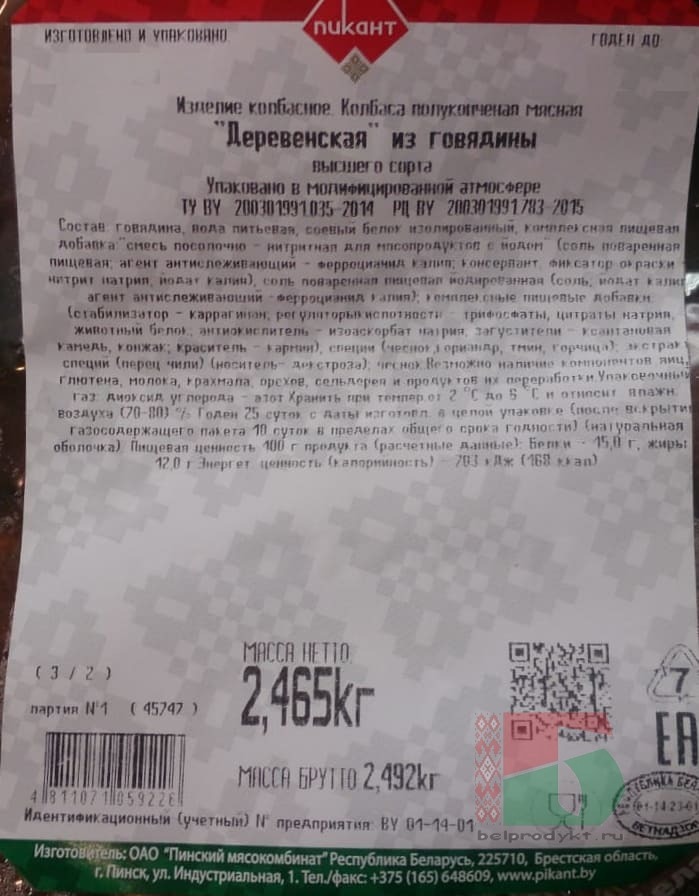 ПИКАНТ
ИЗГОТОВЛЕНО И УПАКОВАНО
ГОДЕН ДО
Изделие колбасное. Колбаса полукопченая мясная
"Деревенская" из говядины
высшего сорта
Упаковано в модифицированной атмосфере
ТУ BY 200301991.035-2014 РЦ BY 200301991.783-2015
Состав: говядина, вода питьевая, соевый белок изолированный, комплексная пищевая
добавка "смесь посолочно - нитритная для мясопродуктов с йодом" (соль поваренная
пищевая, агент антислеживающий - ферроцианид калия; консервант, фиксатор окраски -
нитрит натрия, йодат калия), соль поваренная пищевая йодированная (соль, йодат калия
агент антислеживающий - ферроцианид калия); комплексные пищевые добавки
(стабилизатор - каррагинан, регуляторы кислотности - трифосфаты, цитраты натрия,
животный белок, антиокислитель - изоаскорбат натрия, загустители - ксантановая
камедь, конжак; краситель - кармин), специи (чеснок, кориандр, тмин, горчица); экстракт
специй (перец чили) (носитель- декстроза); чеснок. Возможно наличие компонентов яиц,
глютена, молока, крахмала, орехов, сельдерея и продуктов их переработки. Упаковочный
газ: диоксид углерода - азот Хранить при темпер.от 2 °С до 6 °С и относит. влажн.
воздуха (70-80) % Годен 25 суток с даты изготовл. в целой упаковке (после вскрытия
газосодержащего пакета 10 суток в пределах общего срока годности) (натуральная
оболочка) Пищевая ценность 100 г продукта (расчетные данные): Белки - 15,0 г, жиры
12,0 г Энергет. ценность (калорийность) - 703 кДж (168 ккал)
МАССА НЕТТО
( 3 / 2 )
2,465кг
7
партия №1 ( 45747 )
EAC
МАССА БРУТТО 2,492кг
4 811071 059226
Идентификационный (учетный) № предприятия: BY 01-14-01
belprodykt.ru
Изготовитель: ОАО "Пинский мясокомбинат" Республика Беларусь, 225710, Брестская область,
г. Пинск, ул. Индустриальная, 1. Тел./факс: +375 (165) 648609, www.pikant.by